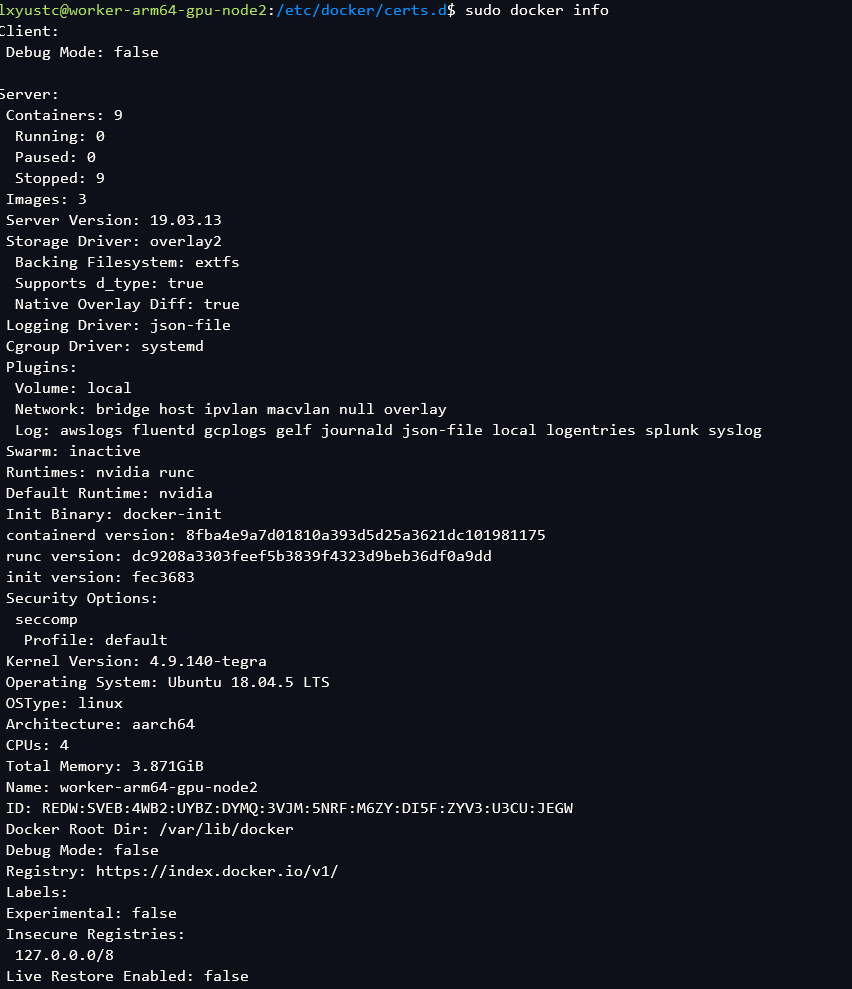 lxyustc@worker-arm64-gpu-node2:/etc/docker/certs.d$ sudo docker info
Client:
 Debug Mode: false

Server:
 Containers: 9
  Running: 0
  Paused: 0
  Stopped: 9
 Images: 3
 Server Version: 19.03.13
 Storage Driver: overlay2
  Backing Filesystem: extfs
  Supports d_type: true
  Native Overlay Diff: true
 Logging Driver: json-file
 Cgroup Driver: systemd
 Plugins:
  Volume: local
  Network: bridge host ipvlan macvlan null overlay
  Log: awslogs fluentd gcplogs gelf journald json-file local logentries splunk syslog
 Swarm: inactive
 Runtimes: nvidia runc
 Default Runtime: nvidia
 Init Binary: docker-init
 containerd version: 8fba4e9a7d01810a393d5d25a3621dc101981175
 runc version: dc9208a3303feef5b3839f4323d9beb36df0a9dd
 init version: fec3683
 Security Options:
  seccomp
   Profile: default
 Kernel Version: 4.9.140-tegra
 Operating System: Ubuntu 18.04.5 LTS
 OSType: linux
 Architecture: aarch64
 CPUs: 4
 Total Memory: 3.871GiB
 Name: worker-arm64-gpu-node2
 ID: REDW:SVEB:4WB2:UYBZ:DYMQ:3VJM:5NRF:M6ZY:DI5F:ZYV3:U3CU:JEGW
 Docker Root Dir: /var/lib/docker
 Debug Mode: false
 Registry: https://index.docker.io/v1/
 Labels:
 Experimental: false
 Insecure Registries:
  127.0.0.0/8
 Live Restore Enabled: false